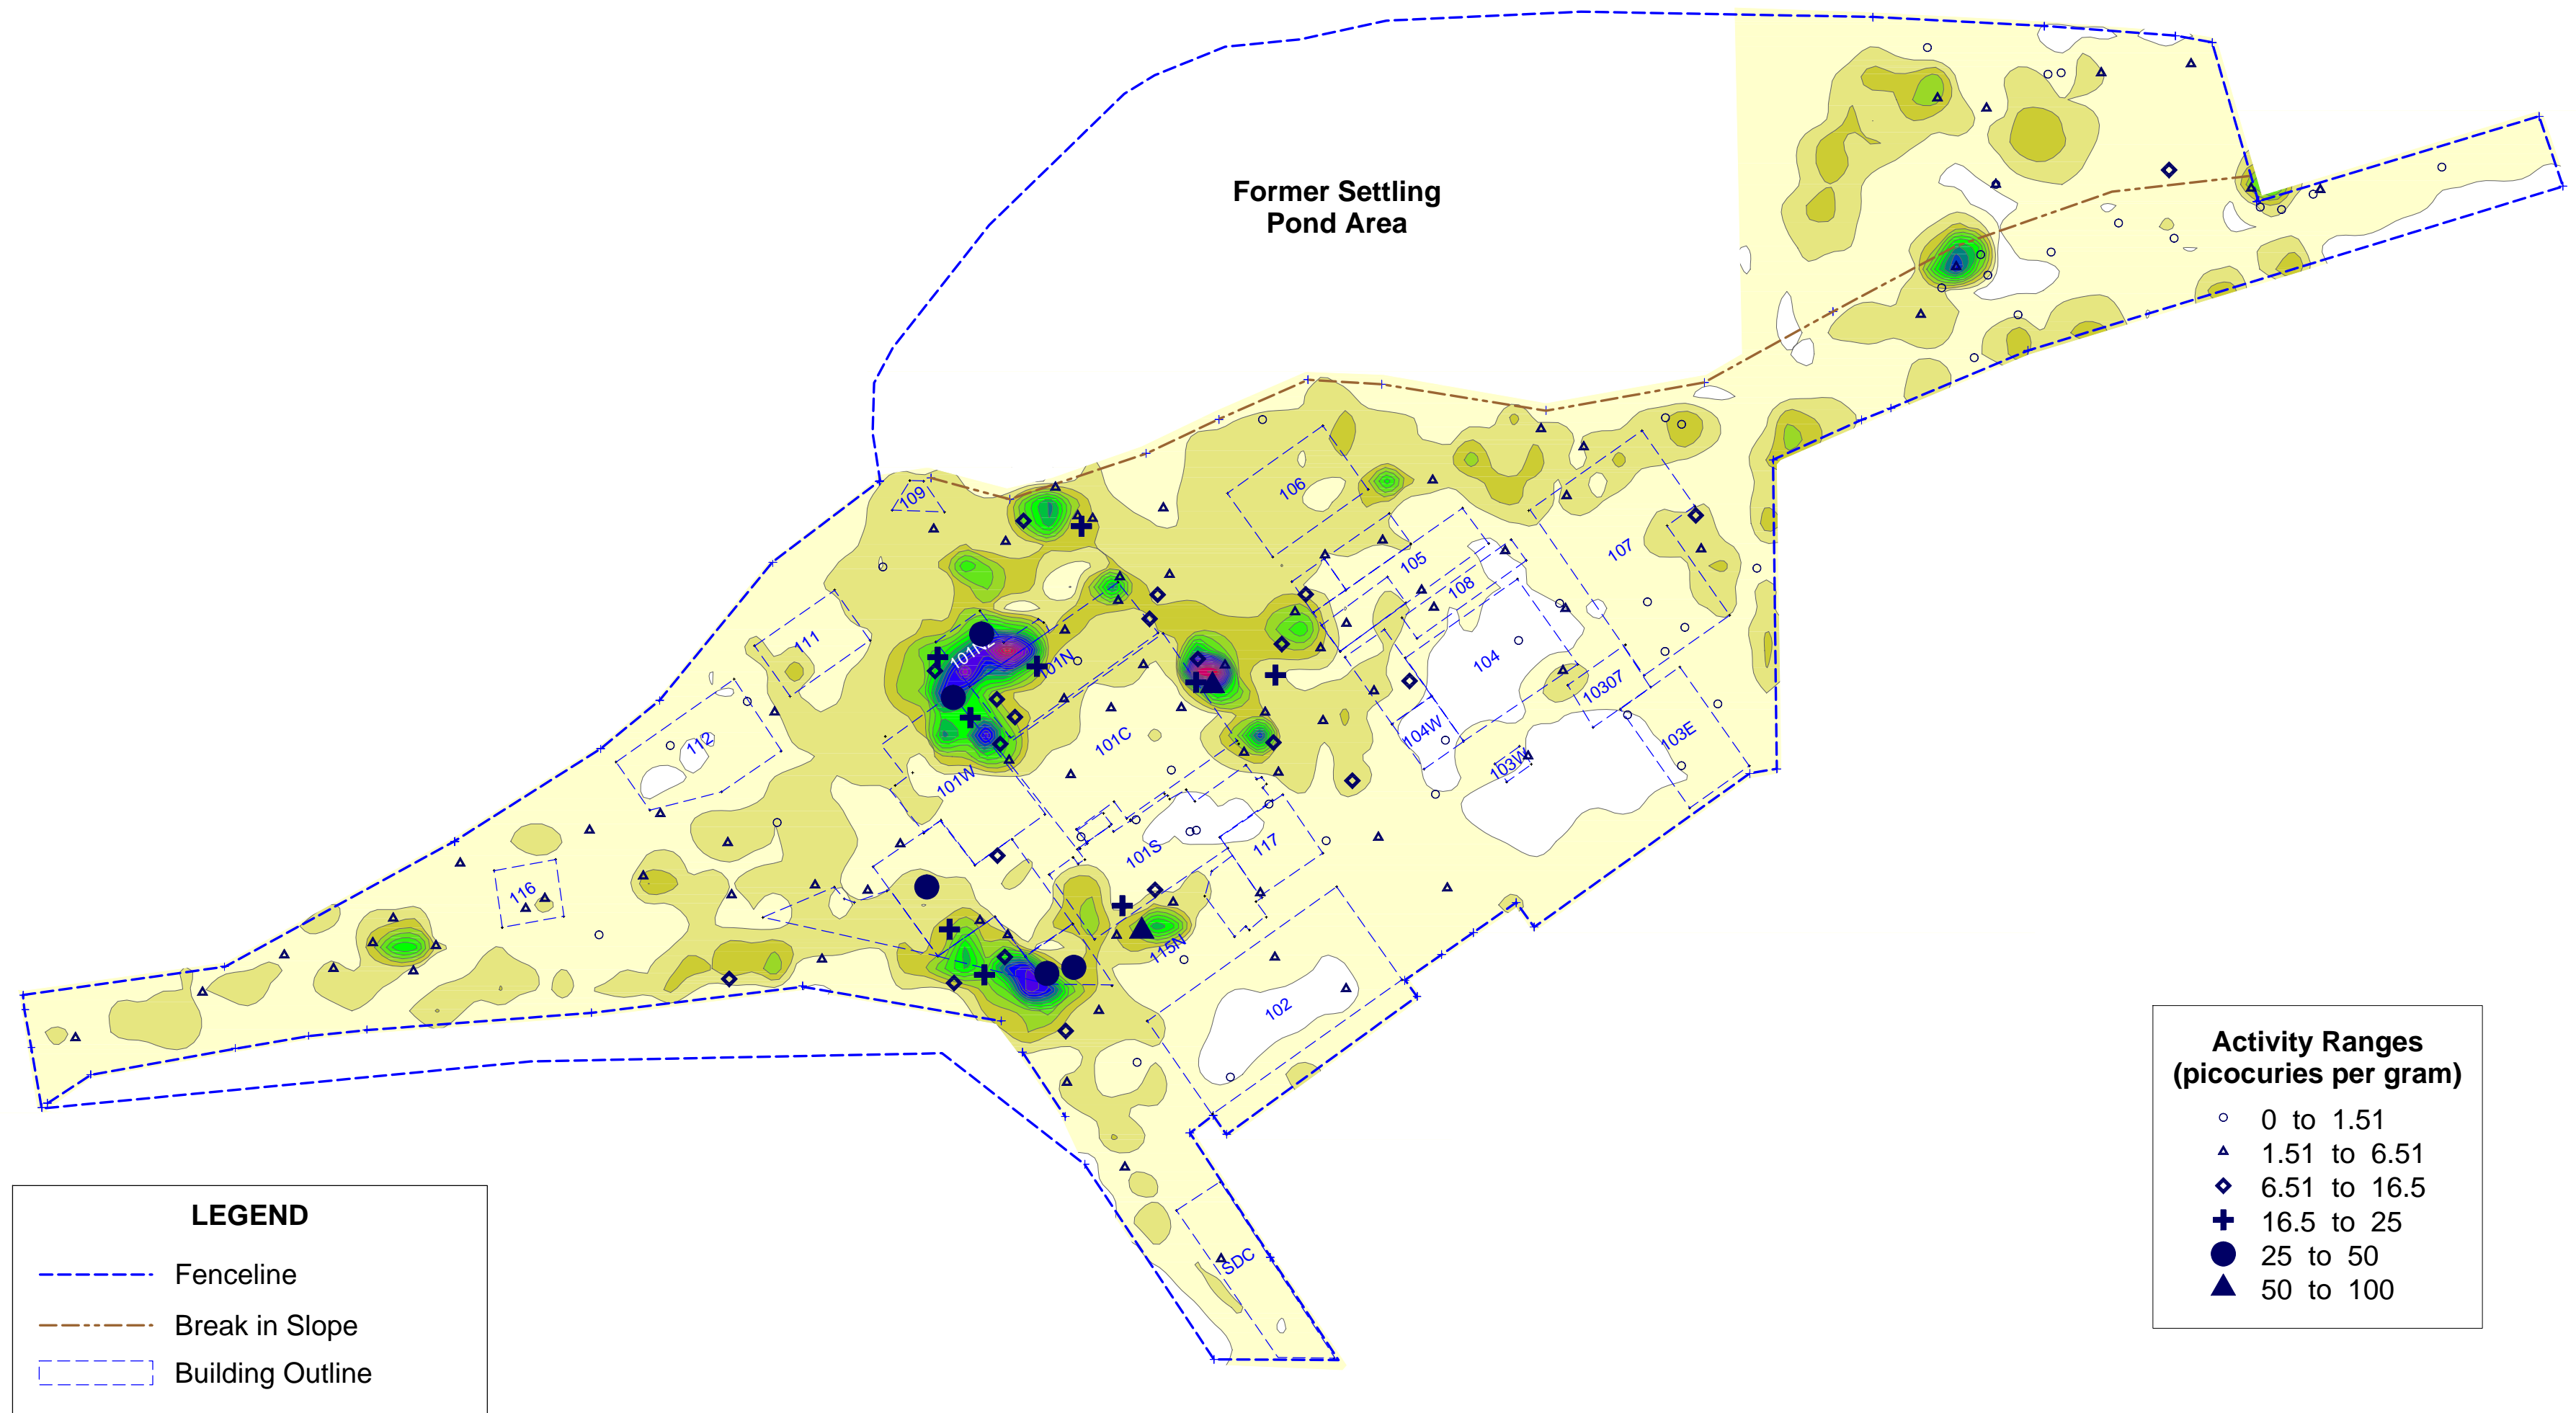 Former Settling
Pond Area
109
106
107
105
108
111
101N
104
10307
112
104W
103E
101C
103W
101W
101S
117
116
115N
102
SDC
Activity Ranges
(picocuries per gram)
0 to 1.51
1.51 to 6.51
6.51 to 16.5
16.5 to 25
25 to 50
50 to 100
LEGEND
Fenceline
Break in Slope
Building Outline